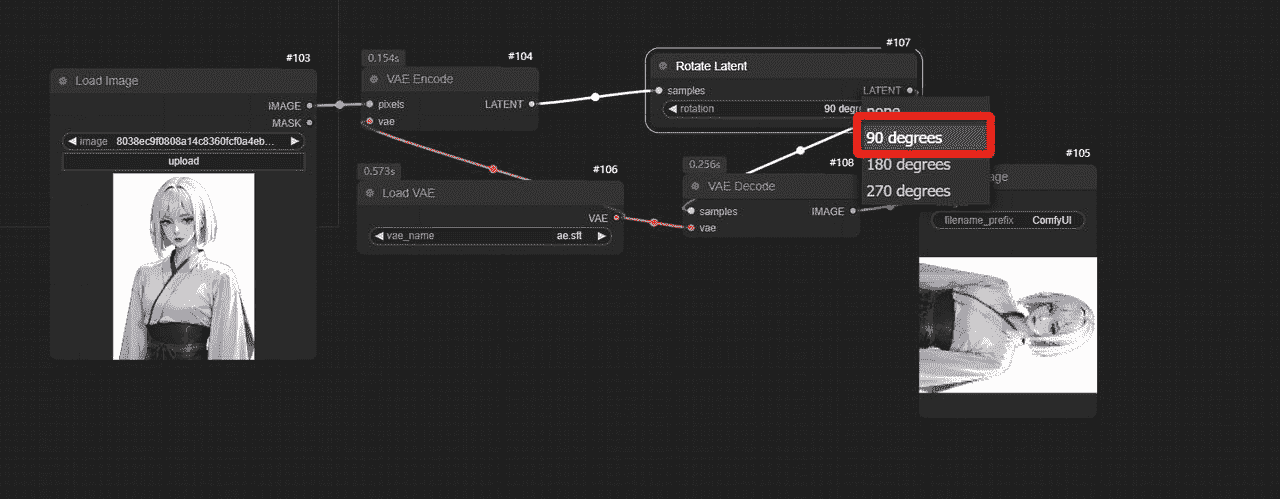 #103
Load Image
IMAGE
MASK
image 8038ec9f0808a14c8360fcf0a4eb...
upload
0.154s
#104
VAE Encode
pixels
LATENT
vae
0.573s
#106
Load VAE
VAE
vae_name ae.sft
#107
Rotate Latent
samples
LATENT
rotation 90 degr
none
90 degrees
180 degrees
270 degrees
0.256s
#108
VAE Decode
samples
IMAGE
vae
#105
filename_prefix ComfyUI